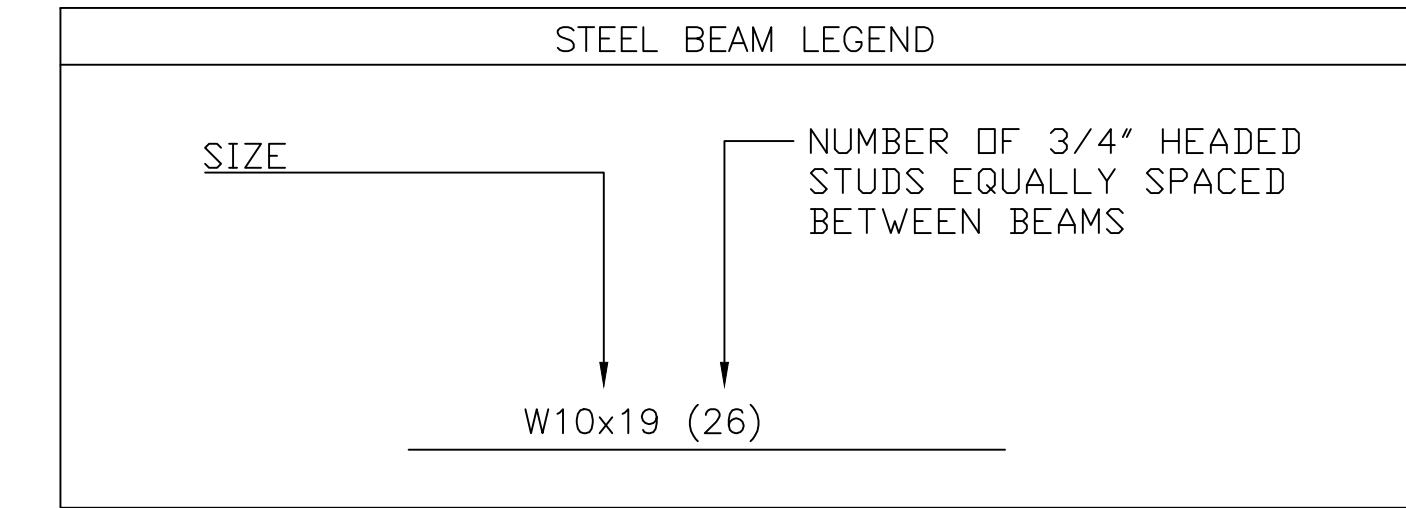 STEEL BEAM LEGEND
SIZE
NUMBER OF 3/4" HEADED
STUDS EQUALLY SPACED
BETWEEN BEAMS
W10x19 (26)